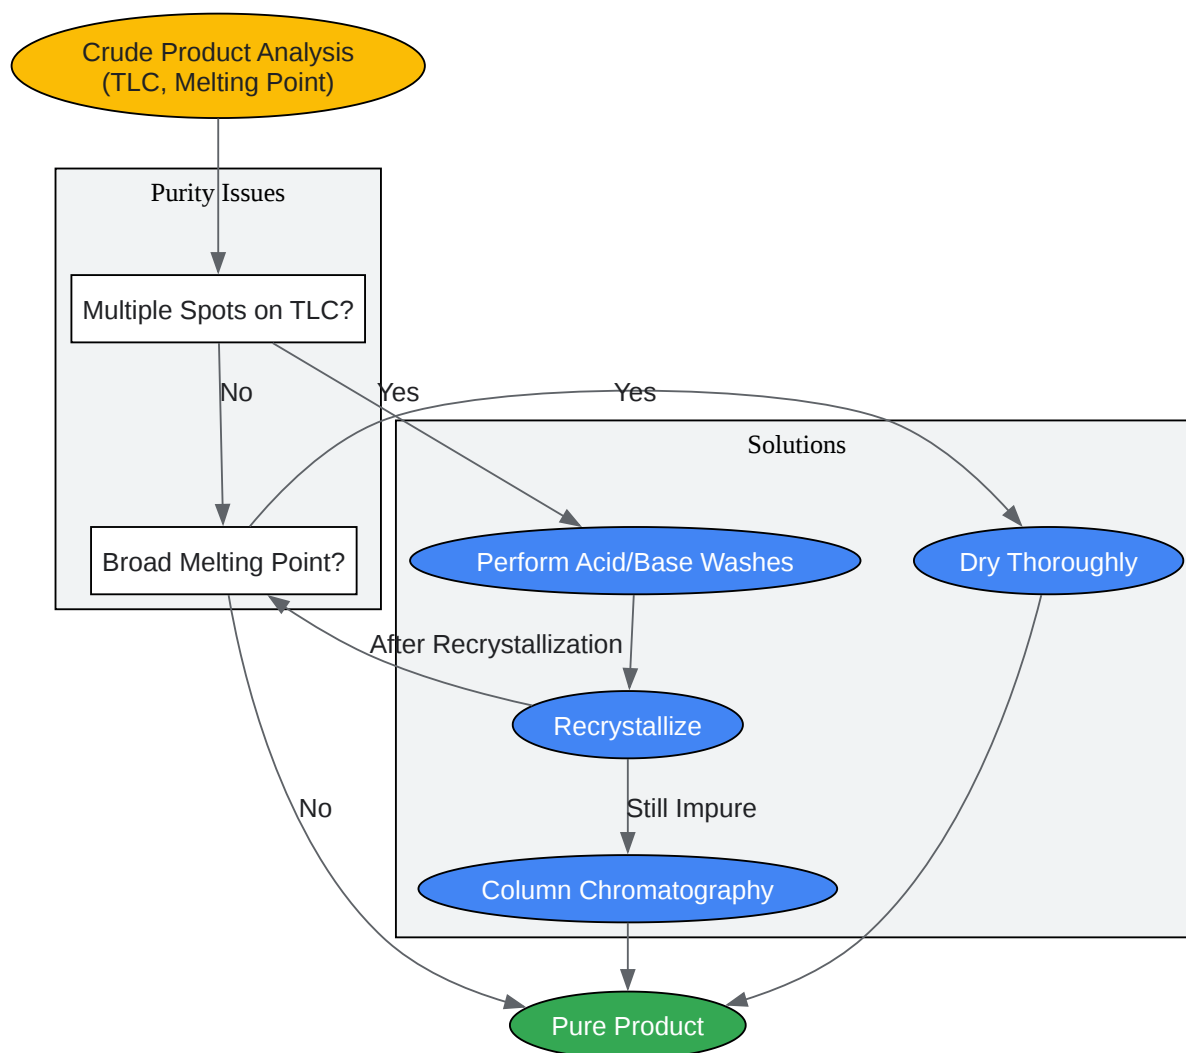 Crude Product Analysis
(TLC, Melting Point)
Purity Issues
Multiple Spots on TLC?
No
Yes
Yes
Solutions
Broad Melting Point?
Perform Acid/Base Washes
Dry Thoroughly
After Recrystallization
Recrystallize
No
Still Impure
Column Chromatography
Pure Product